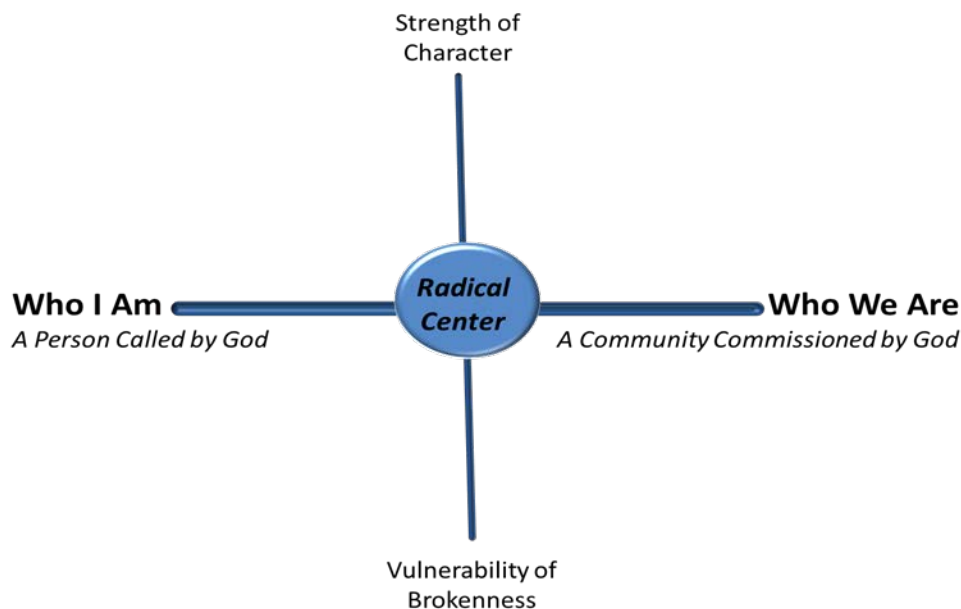 Strength of
Character
Radical
Center
Who I Am
A Person Called by God
Who We Are
A Community Commissioned by God
Vulnerability of
Brokenness